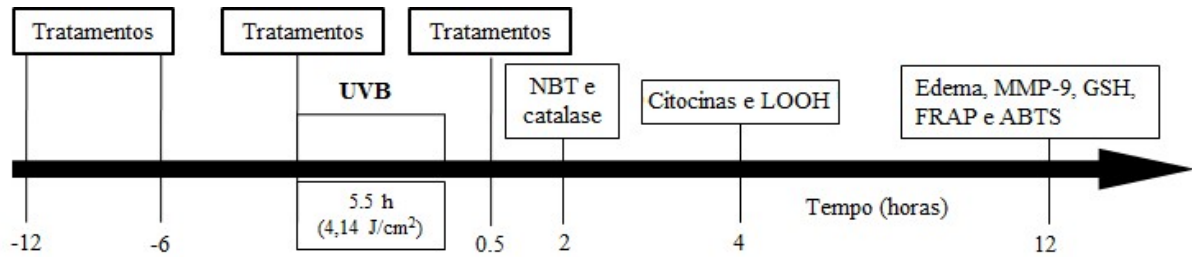 Tratamentos
Tratamentos
Tratamentos
UVB
NBT e
catalase
Citocinas e LOOH
Edema, MMP-9, GSH,
FRAP e ABTS
5.5 h
(4,14 J/cm²)
Tempo (horas)
-12
-6
0.5
2
4
12